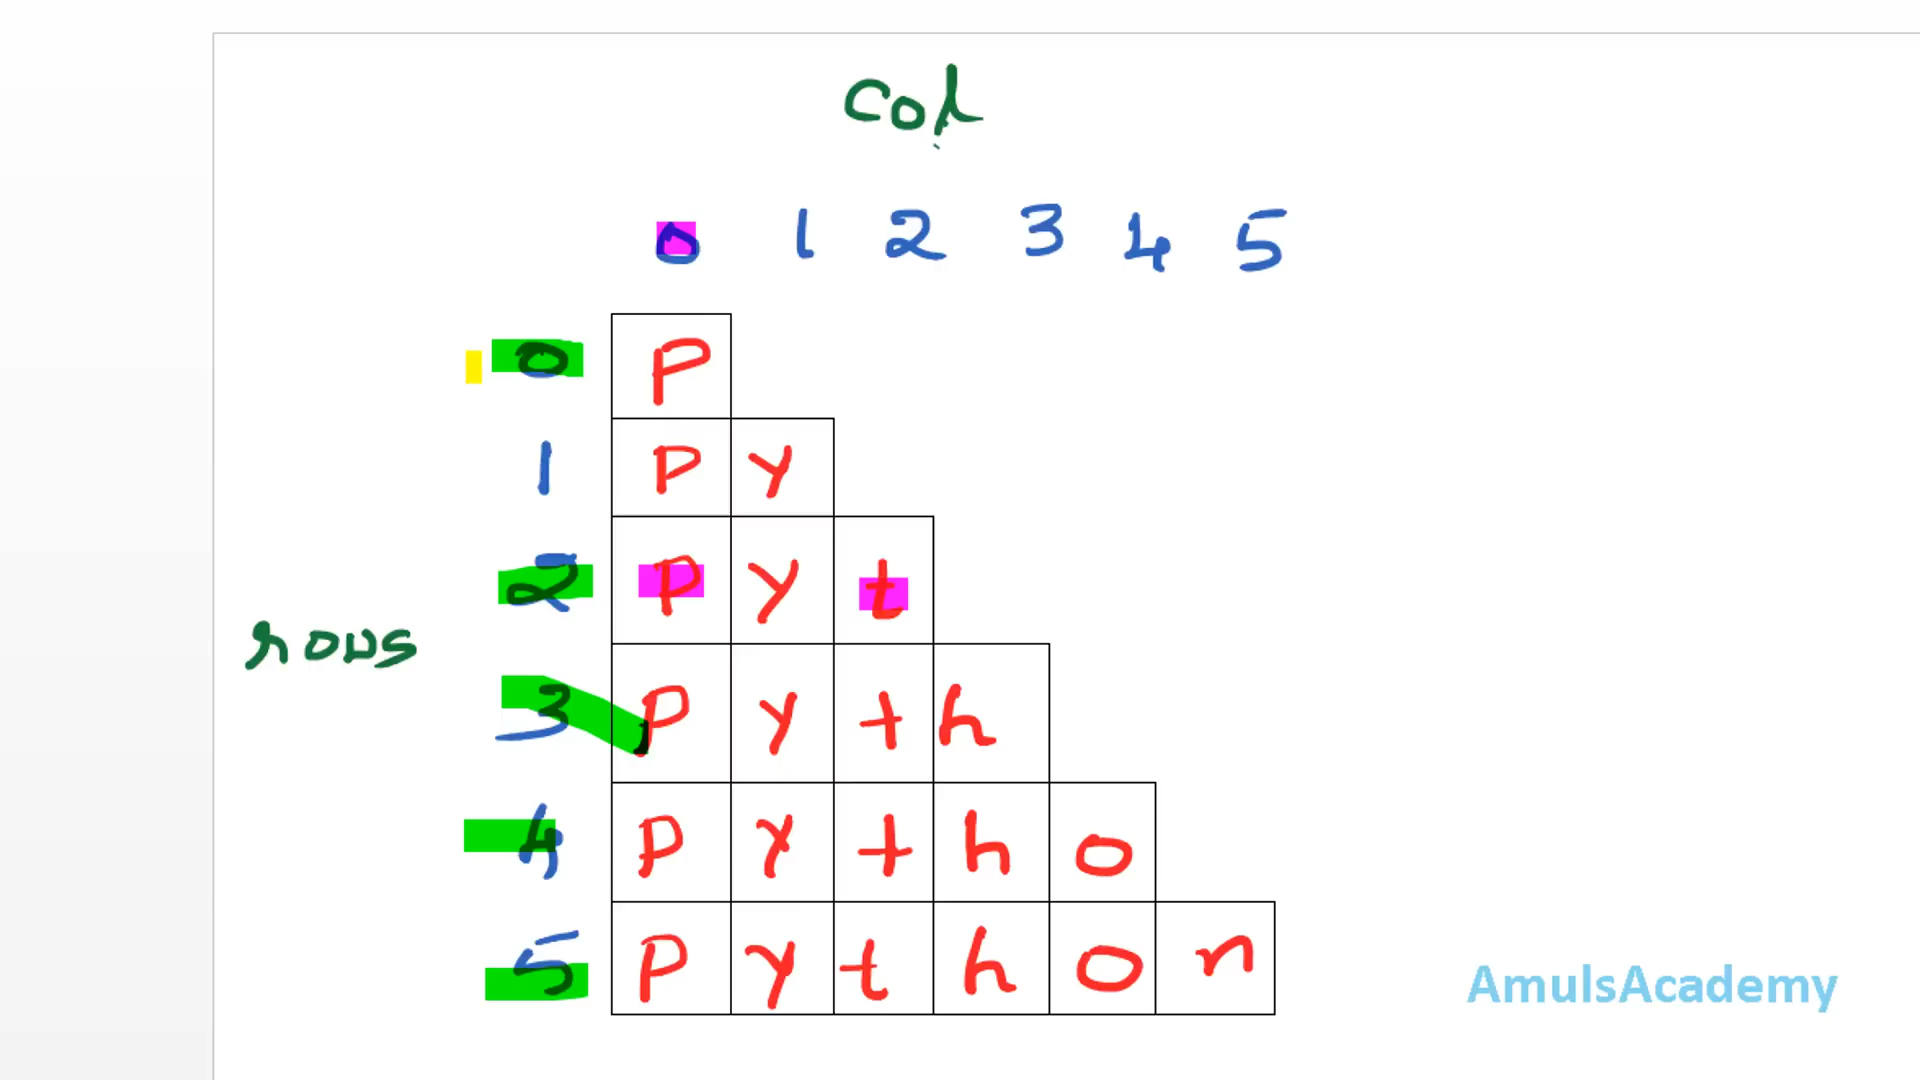 col
0 1 2 3 4 5
0 P
1 P y
2 P y t
rows
3 P y t h
4 P y t h o
5 P y t h o n
AmulsAcademy